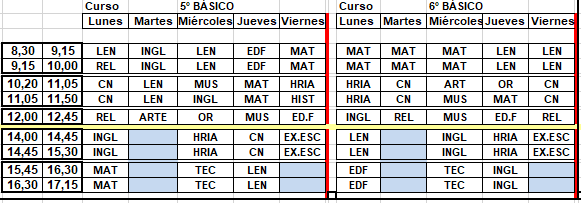 Curso 5º BÁSICO Curso 6º BÁSICO
Lunes Martes Miércoles Jueves Viernes Lunes Martes Miércoles Jueves Viernes
8,30 9,15 LEN INGL LEN EDF MAT MAT MAT MAT LEN LEN
9,15 10,00 REL INGL LEN EDF MAT MAT MAT MAT LEN LEN
10,20 11,05 CN LEN MUS MAT HRIA HRIA CN ART OR CN
11,05 11,50 CN LEN INGL MAT HIST HRIA CN MUS MAT CN
12,00 12,45 REL ARTE OR MUS ED.F INGL REL MUS ED.F REL
14,00 14,45 INGL HRIA CN EX.ESC LEN INGL HRIA EX.ESC
14,45 15,30 INGL HRIA CN EX.ESC LEN INGL HRIA EX.ESC
15,45 16,30 MAT TEC LEN EDF TEC INGL
16,30 17,15 MAT TEC LEN EDF TEC INGL